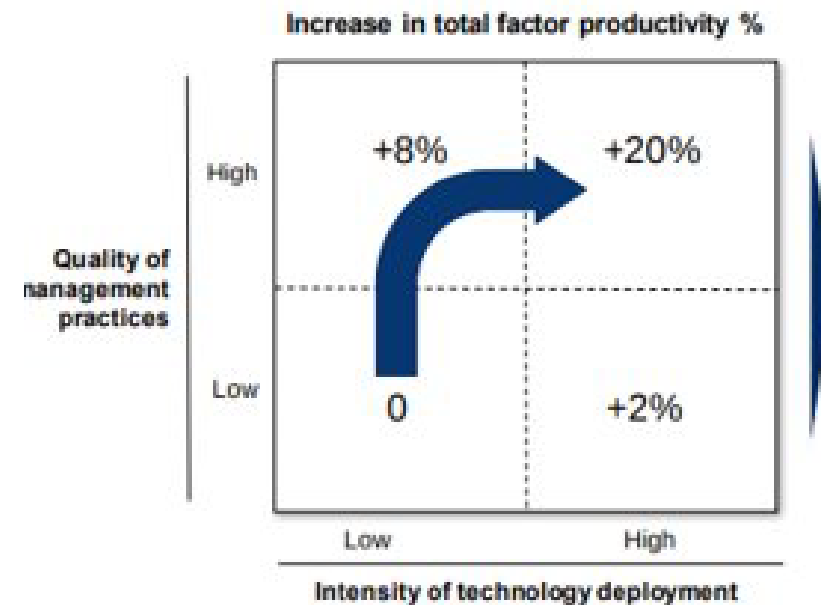 Increase in total factor productivity %
+8%
+20%
High
Quality of
management
practices
Low
0
+2%
Low
High
Intensity of technology deployment